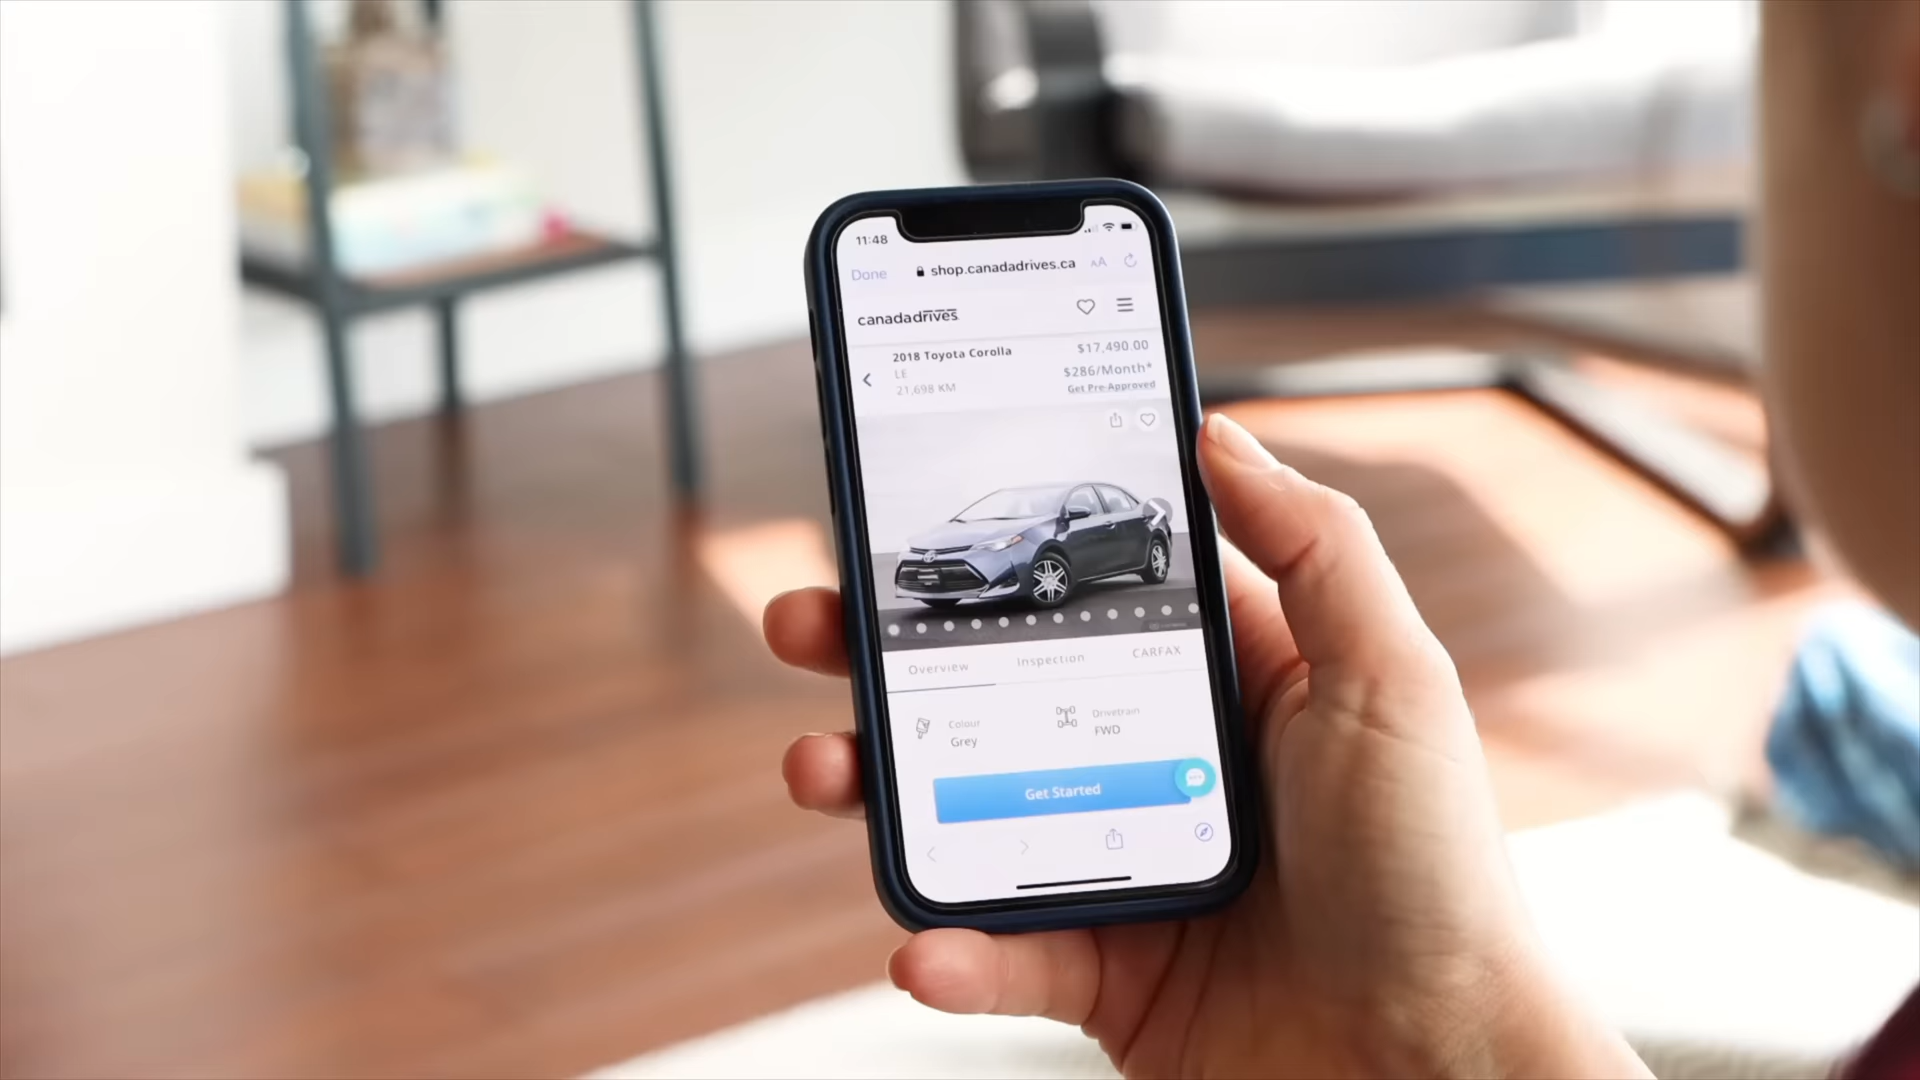 11:48
Done shop.canadadrives.ca AA
canadadrives
2018 Toyota Corolla $17,490.00
LE $286/Month*
21,698 KM Get Pre-Approved
Overview Inspection CARFAX
Colour Drivetrain
Grey FWD
Get Started